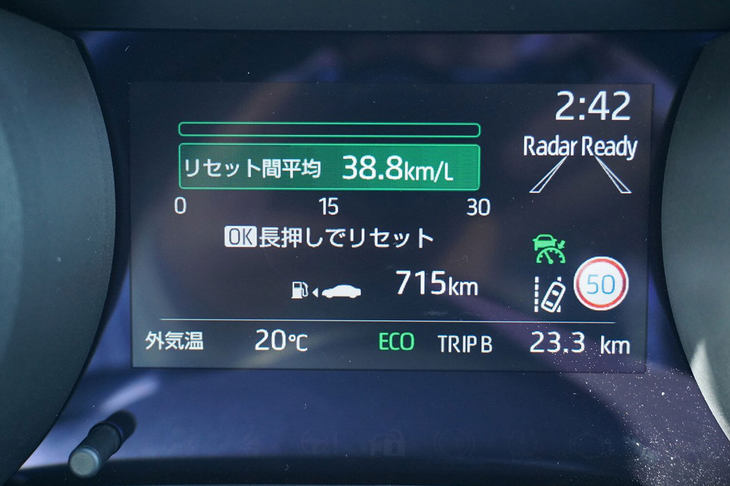 2:42
Radar Ready
リセット間平均 38.8km/L
0 15 30
OK長押しでリセット
715km
50
外気温 20℃ ECO TRIP B 23.3 km